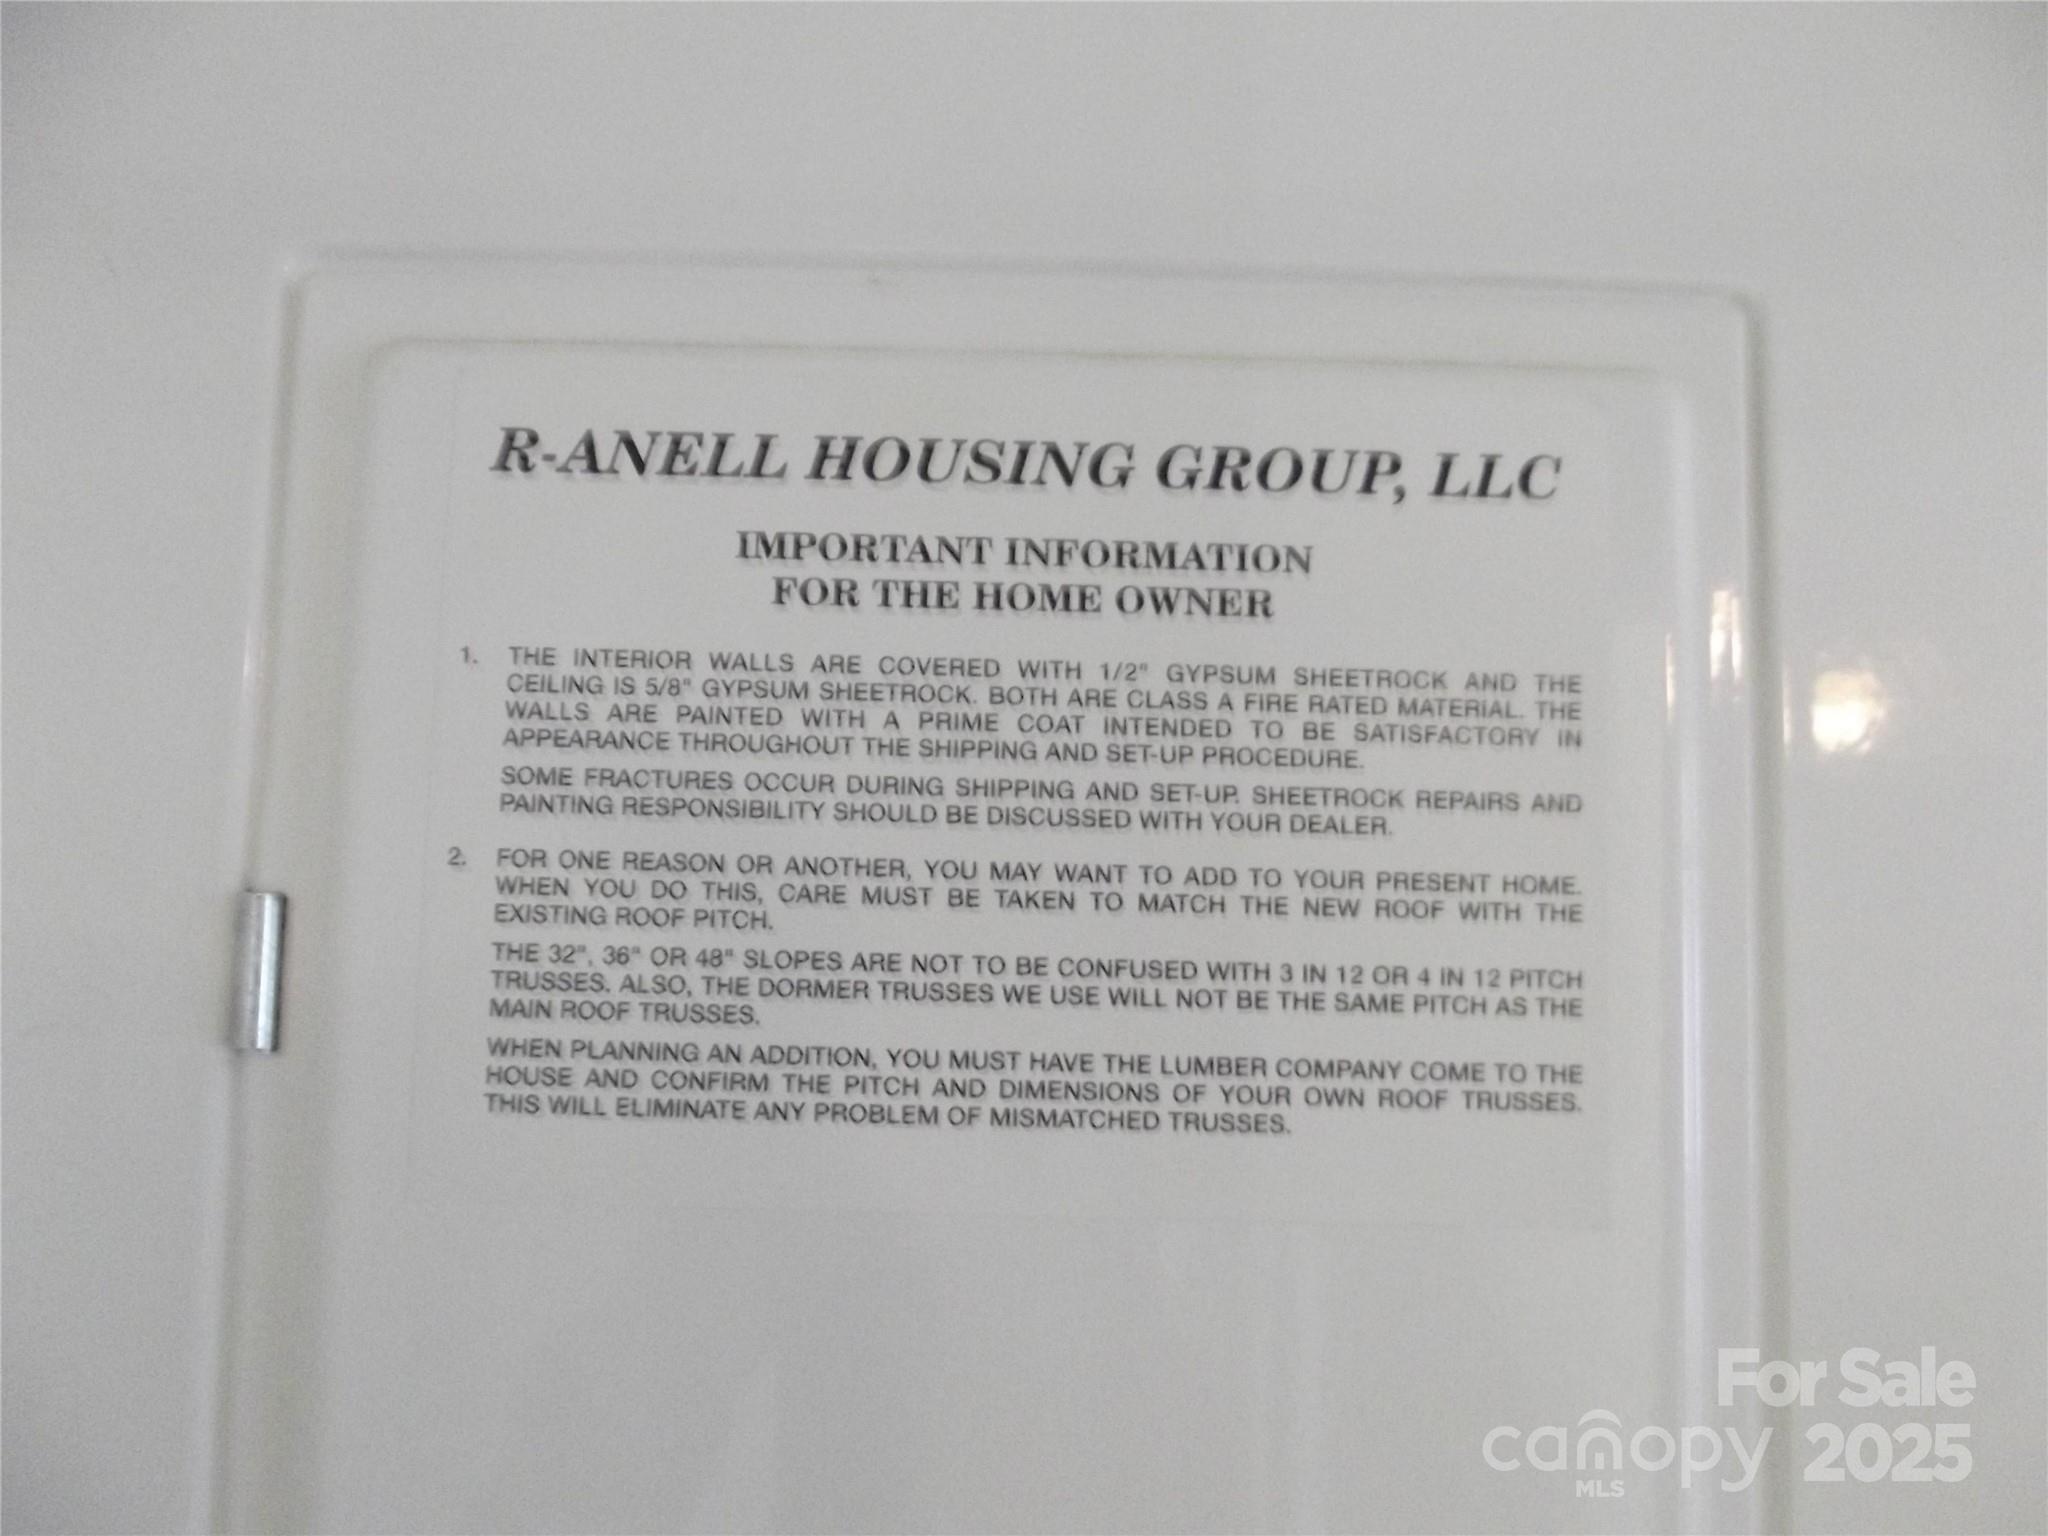 R-ANELL HOUSING GROUP, LLC
IMPORTANT INFORMATION
FOR THE HOME OWNER
1. THE INTERIOR WALLS ARE COVERED WITH 1/2" GYPSUM SHEETROCK AND THE
CEILING IS 5/8" GYPSUM SHEETROCK. BOTH ARE CLASS A FIRE RATED MATERIAL. THE
WALLS ARE PAINTED WITH A PRIME COAT INTENDED TO BE SATISFACTORY IN
APPEARANCE THROUGHOUT THE SHIPPING AND SET-UP PROCEDURE.
SOME FRACTURES OCCUR DURING SHIPPING AND SET-UP. SHEETROCK REPAIRS AND
PAINTING RESPONSIBILITY SHOULD BE DISCUSSED WITH YOUR DEALER.
2. FOR ONE REASON OR ANOTHER, YOU MAY WANT TO ADD TO YOUR PRESENT HOME.
WHEN YOU DO THIS, CARE MUST BE TAKEN TO MATCH THE NEW ROOF WITH THE
EXISTING ROOF PITCH.
THE 32", 36" OR 48" SLOPES ARE NOT TO BE CONFUSED WITH 3 IN 12 OR 4 IN 12 PITCH
TRUSSES. ALSO, THE DORMER TRUSSES WE USE WILL NOT BE THE SAME PITCH AS THE
MAIN ROOF TRUSSES.
WHEN PLANNING AN ADDITION, YOU MUST HAVE THE LUMBER COMPANY COME TO THE
HOUSE AND CONFIRM THE PITCH AND DIMENSIONS OF YOUR OWN ROOF TRUSSES.
THIS WILL ELIMINATE ANY PROBLEM OF MISMATCHED TRUSSES.
For Sale
canopy 2025
MLS